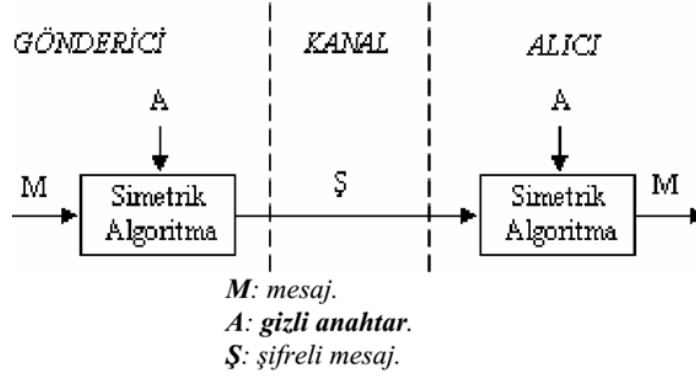 GÖNDERİCİ KANAL ALICI
A A
M Simetrik Algoritma Ş Simetrik Algoritma M
M: mesaj.
A: gizli anahtar.
Ş: şifreli mesaj.